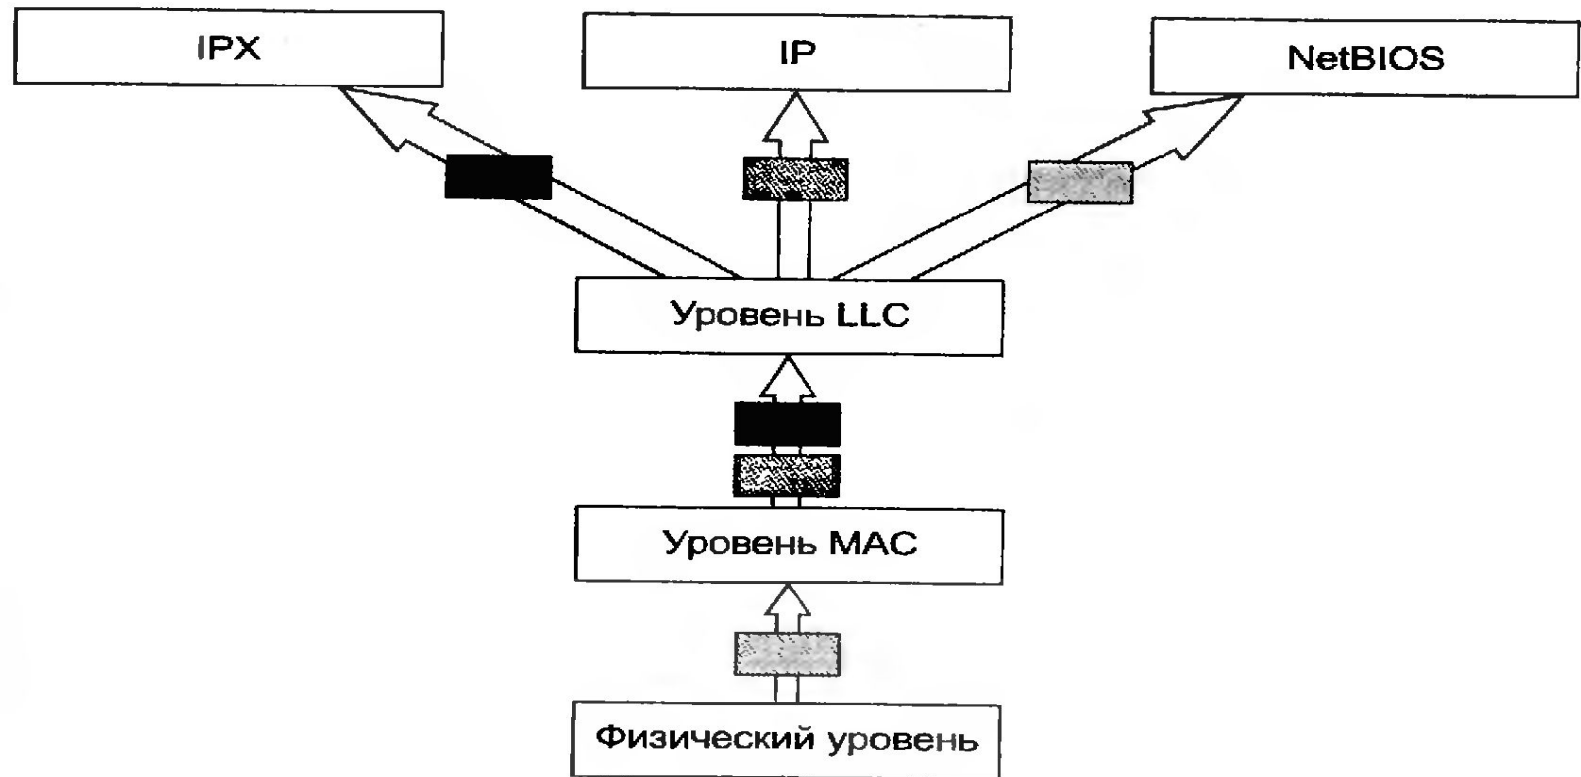 IPX
IP
NetBIOS
Уровень LLC
Уровень MAC
Физический уровень